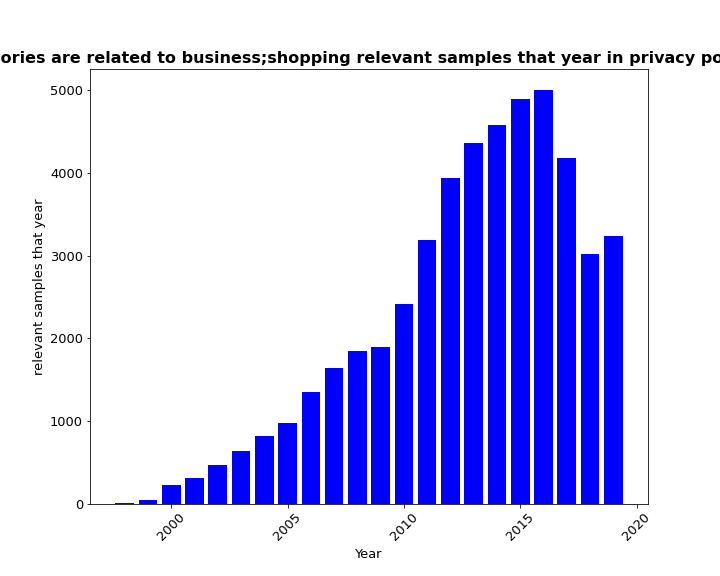 ories are related to business;shopping relevant samples that year in privacy po
5000
4000
3000
2000
1000
0
relevant samples that year
2000 2005 2010 2015 2020
Year